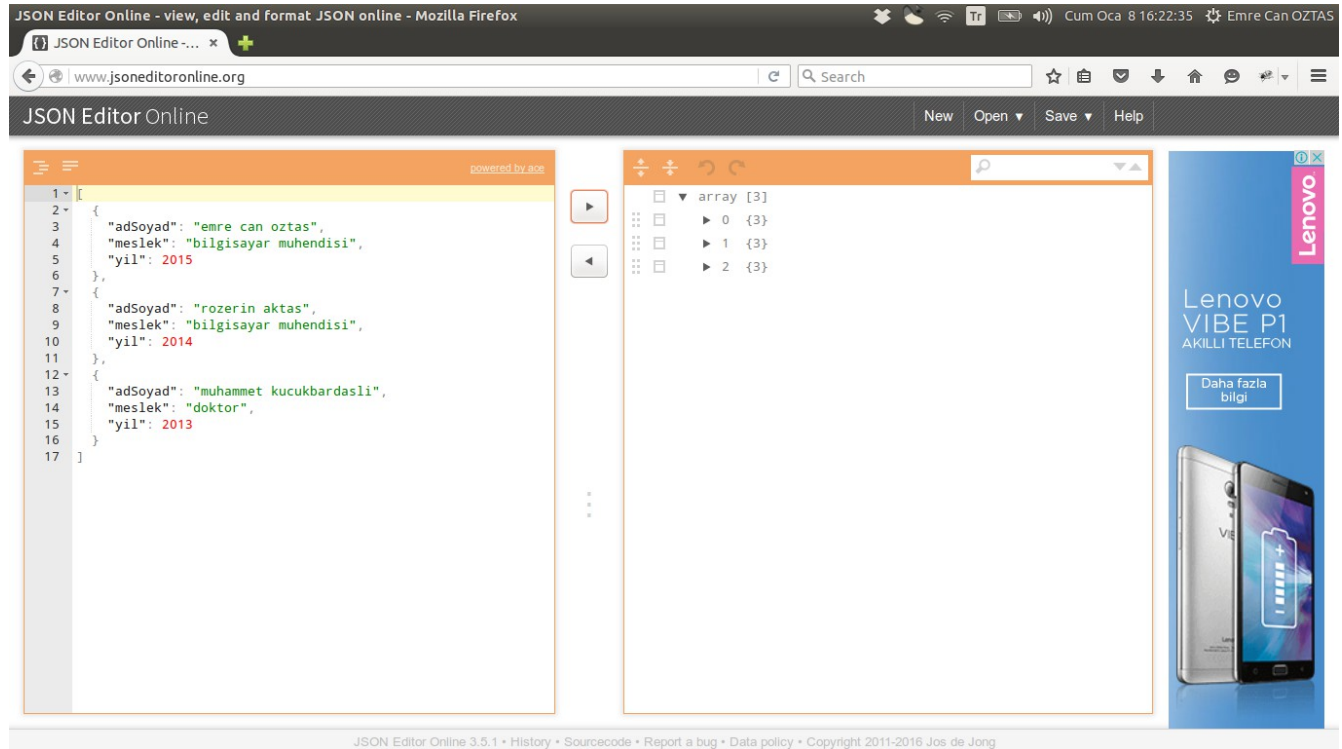 JSON Editor Online - view, edit and format JSON online - Mozilla Firefox
Tr
Cum Oca 8 16:22:35
Emre Can OZTAS
JSON Editor Online -... ×
www.jsoneditoronline.org
Search
JSON Editor Online
New
Open ▼
Save ▼
Help
powered by ace
1 [
2 {
3 "adSoyad": "emre can oztas",
4 "meslek": "bilgisayar muhendisi",
5 "yil": 2015
6 },
7 {
8 "adSoyad": "rozerin aktas",
9 "meslek": "bilgisayar muhendisi",
10 "yil": 2014
11 },
12 {
13 "adSoyad": "muhammet kucukbardasli",
14 "meslek": "doktor",
15 "yil": 2013
16 }
17 ]
▼ array [3]
► 0 {3}
► 1 {3}
► 2 {3}
Lenovo
Lenovo
VIBE P1
AKILLI TELEFON
Daha fazla
bilgi
JSON Editor Online 3.5.1 • History • Sourcecode • Report a bug • Data policy • Copyright 2011-2016 Jos de Jong